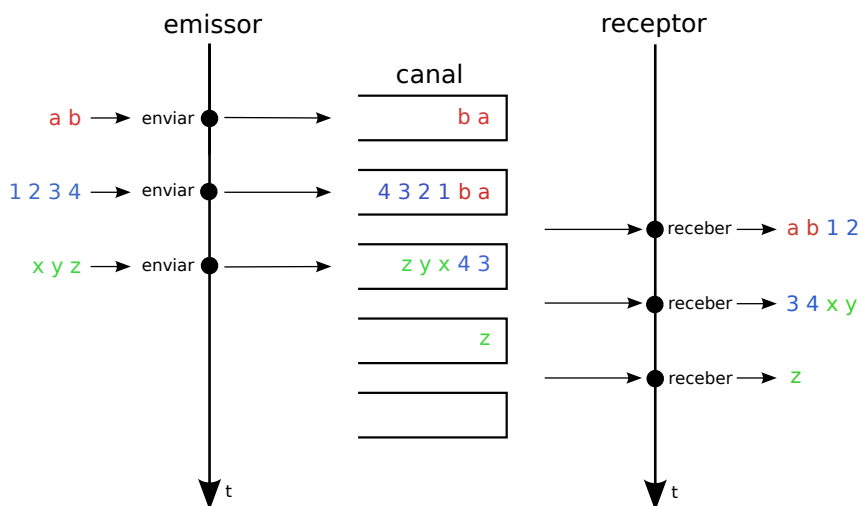 emissor
receptor
canal
a b
enviar
b a
1 2 3 4
enviar
4 3 2 1 b a
receber
a b 1 2
x y z
enviar
z y x 4 3
receber
3 4 x y
z
receber
z
t
t